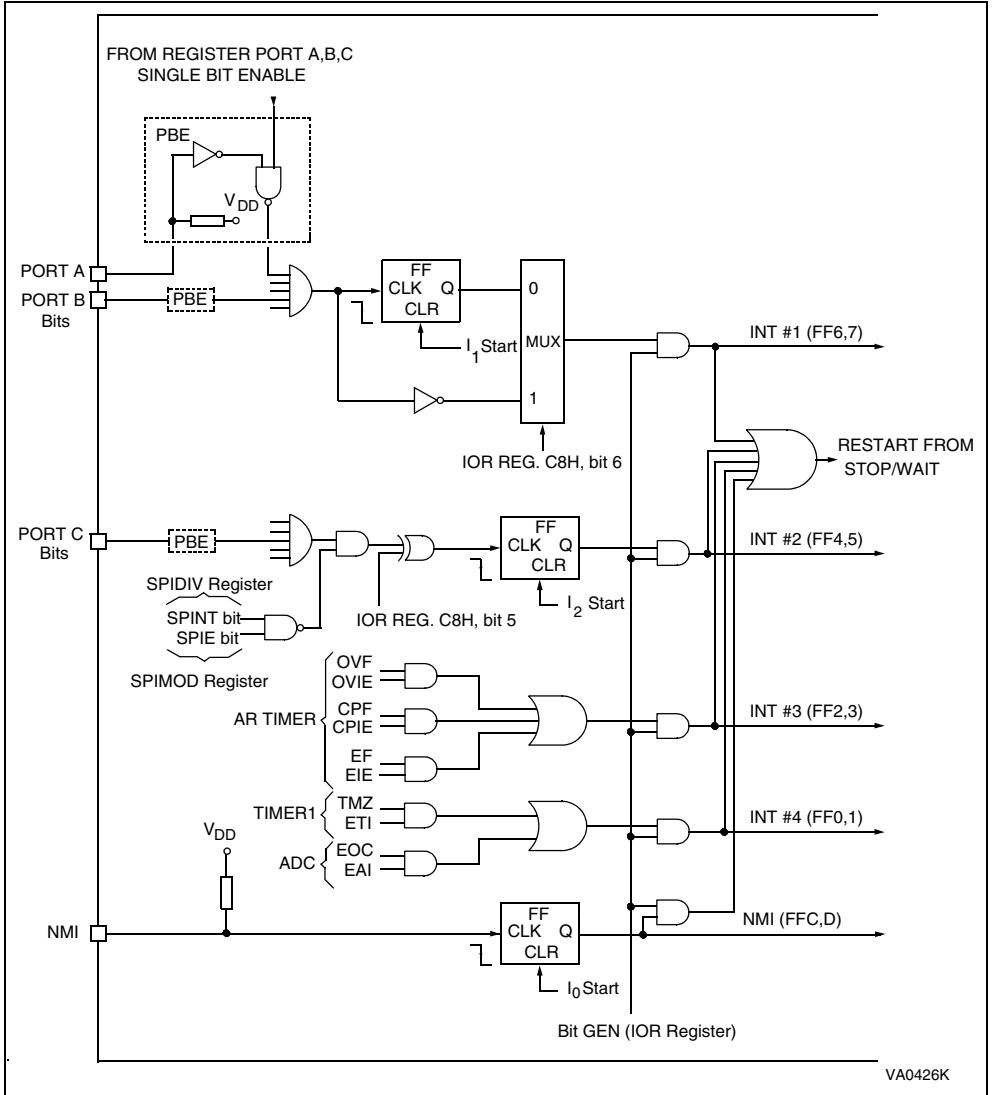 FROM REGISTER PORT A,B,C
SINGLE BIT ENABLE
PBE
VDD
PORT A
PORT B
Bits
PBE
FF
CLK Q
CLR
I1 Start
0
MUX
1
IOR REG. C8H, bit 6
INT #1 (FF6,7)
RESTART FROM
STOP/WAIT
PORT C
Bits
PBE
SPIDIV Register
SPINT bit
SPIE bit
SPIMOD Register
IOR REG. C8H, bit 5
FF
CLK Q
CLR
I2 Start
INT #2 (FF4,5)
AR TIMER
OVF
OVIE
CPF
CPIE
EF
EIE
INT #3 (FF2,3)
TIMER1
TMZ
ETI
ADC
EOC
EAI
INT #4 (FF0,1)
VDD
NMI
FF
CLK Q
CLR
I0 Start
NMI (FFC,D)
Bit GEN (IOR Register)
VA0426K